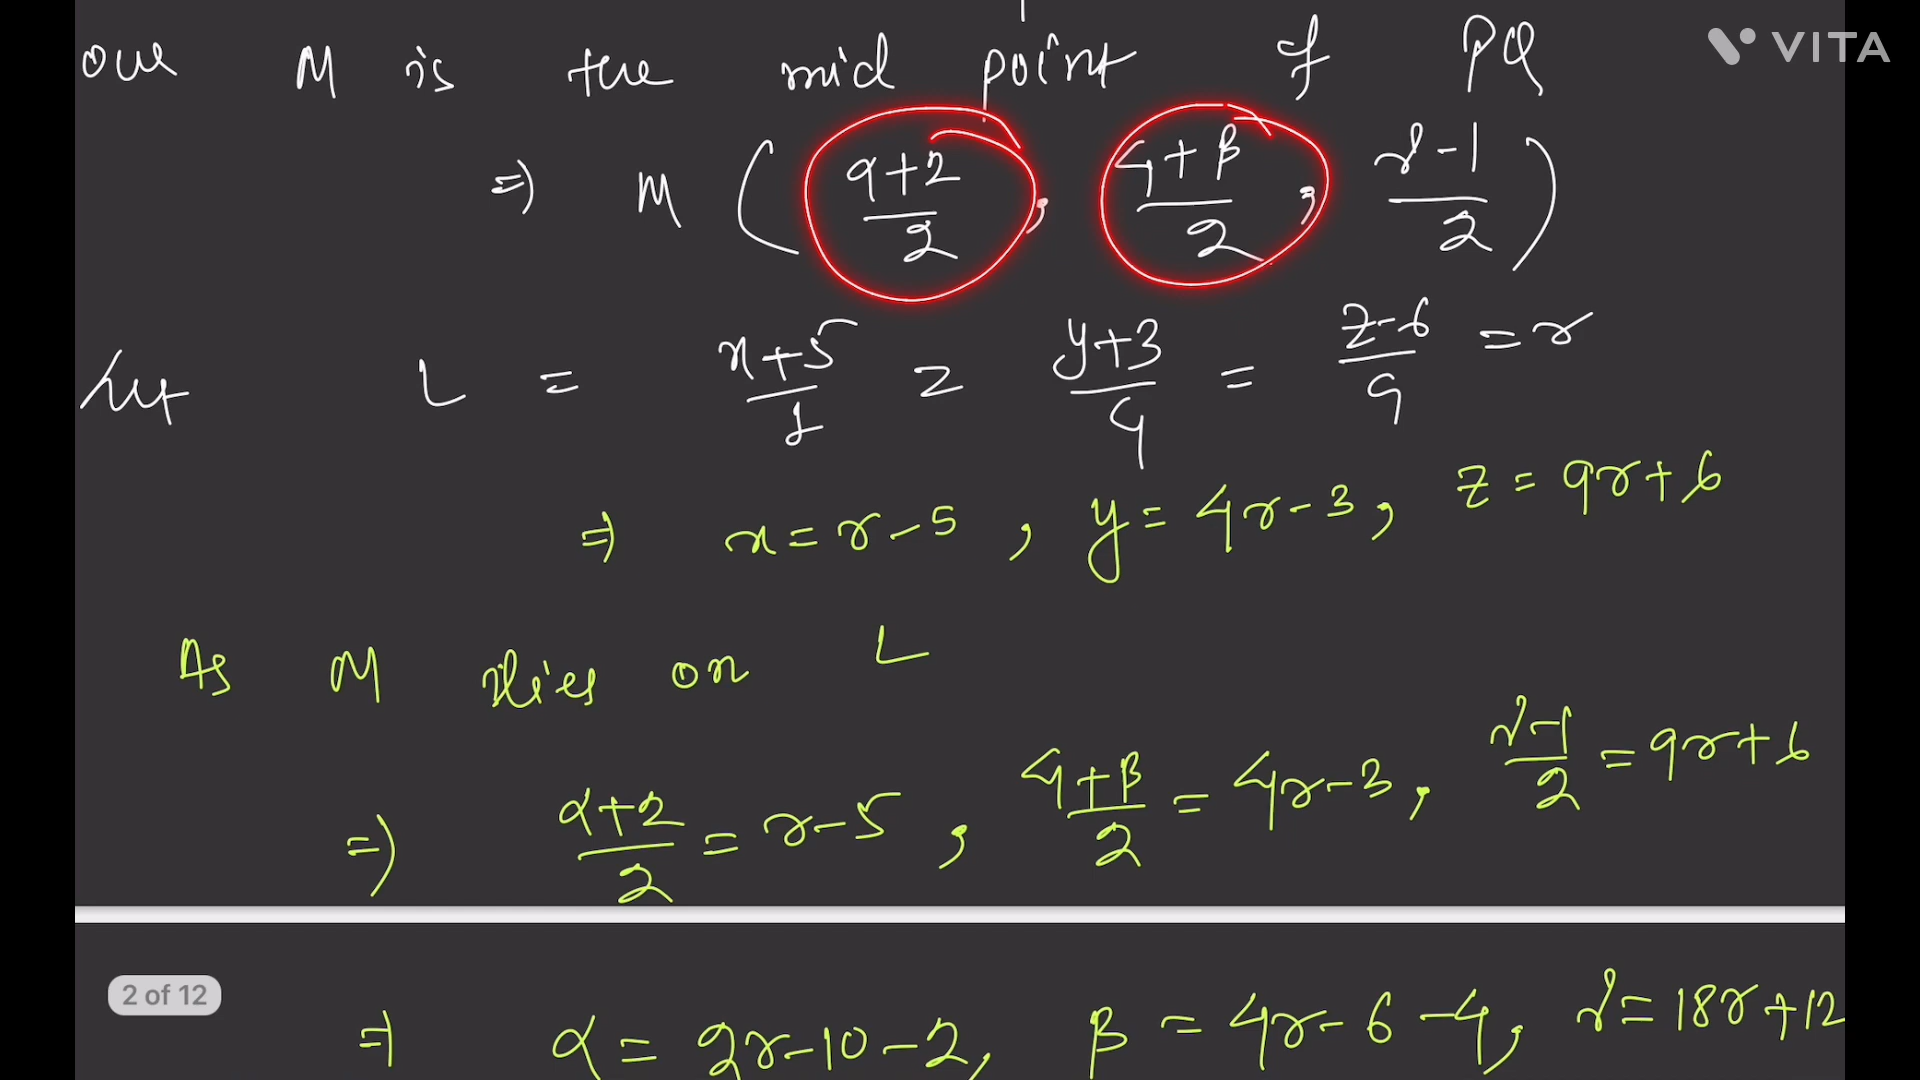 our M is the mid point of PQ
VITA
⇒ M ( (α+2)/2 , (4+β)/2 , (γ-1)/2 )
Let L = (x+5)/1 = (y+3)/4 = (z-6)/9 = r
⇒ x = r-5 , y = 4r-3 , z = 9r+6
As M lies on L
⇒ (α+2)/2 = r-5 , (4+β)/2 = 4r-3 , (γ-1)/2 = 9r+6
2 of 12
⇒ α = 2r-10-2 , β = 4r-6-4 , γ = 18r+12